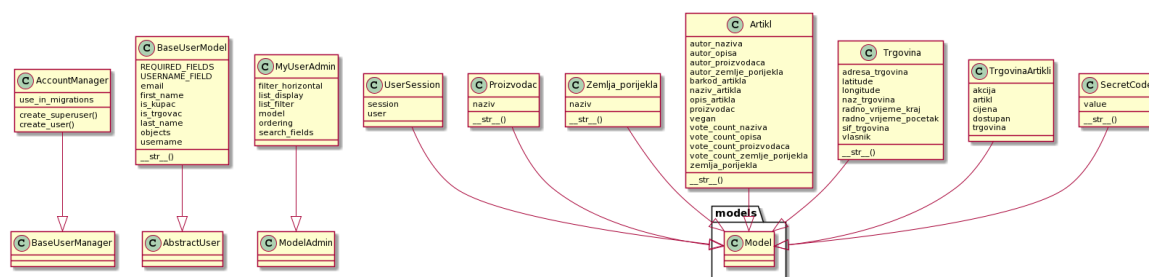 C AccountManager
use_in_migrations
create_superuser()
create_user()
C BaseUserModel
REQUIRED_FIELDS
USERNAME_FIELD
email
first_name
is_kupac
is_trgovac
last_name
objects
username
__str__()
C MyUserAdmin
filter_horizontal
list_display
list_filter
model
ordering
search_fields
C UserSession
session
user
C Proizvodac
naziv
__str__()
C Zemlja_porijekla
naziv
__str__()
C Artikl
autor_naziva
autor_opisa
autor_proizvodaca
autor_zemlje_porijekla
barkod_artikla
naziv_artikla
opis_artikla
proizvodac
vegan
vote_count_naziva
vote_count_opisa
vote_count_proizvodaca
vote_count_zemlje_porijekla
zemlja_porijekla
__str__()
C Trgovina
adresa_trgovina
latitude
longitude
naz_trgovina
radno_vrijeme_kraj
radno_vrijeme_pocetak
sif_trgovina
vlasnik
__str__()
C TrgovinaArtikli
akcija
artikl
cijena
dostupan
trgovina
C SecretCode
value
__str__()
models
C BaseUserManager
C AbstractUser
C ModelAdmin
C Model